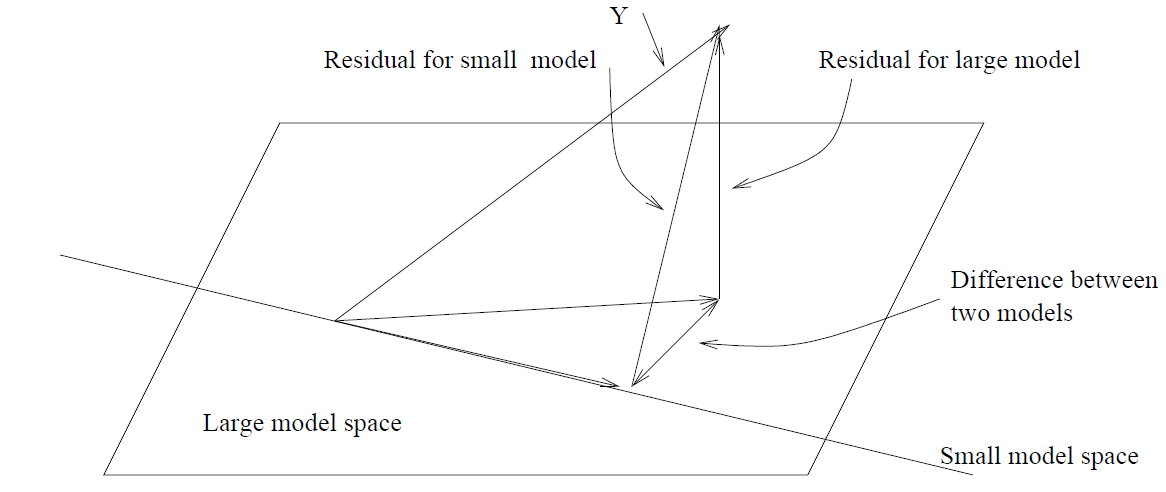 Y
Residual for small model
Residual for large model
Difference between
two models
Large model space
Small model space